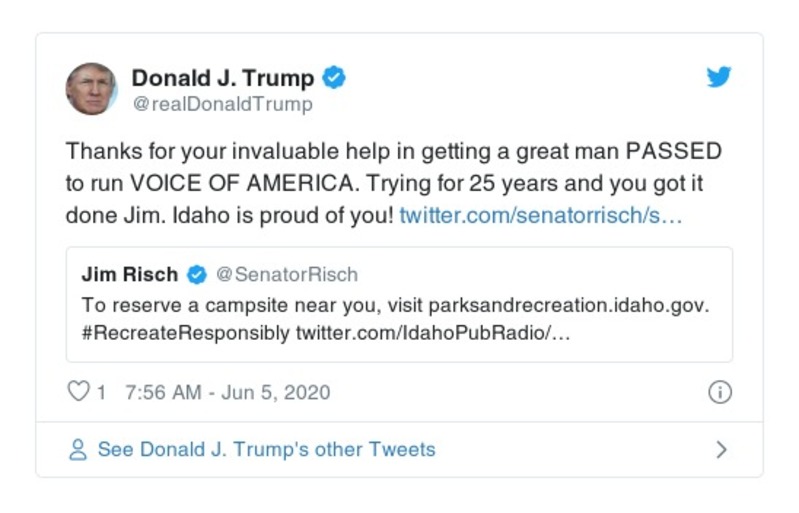 Donald J. Trump
@realDonaldTrump
Thanks for your invaluable help in getting a great man PASSED
to run VOICE OF AMERICA. Trying for 25 years and you got it
done Jim. Idaho is proud of you! twitter.com/senatorrisch/s…
Jim Risch @SenatorRisch
To reserve a campsite near you, visit parksandrecreation.idaho.gov.
#RecreateResponsibly twitter.com/IdahoPubRadio/…
1 7:56 AM - Jun 5, 2020
See Donald J. Trump's other Tweets